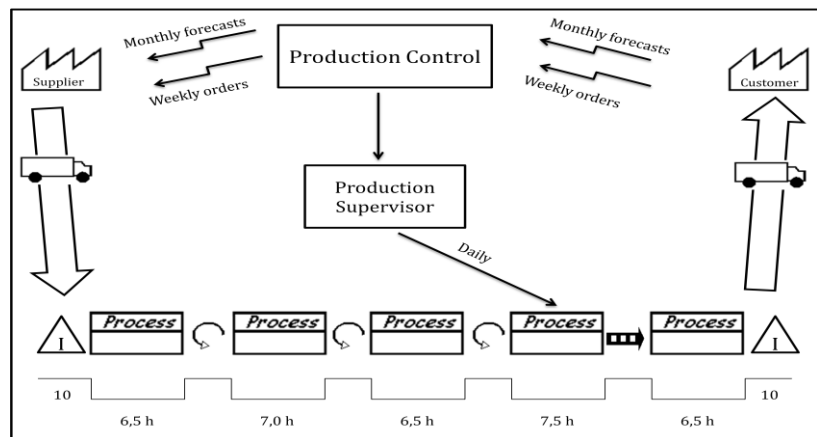 Monthly forecasts
Weekly orders
Production Control
Monthly forecasts
Weekly orders
Supplier
Customer
Production
Supervisor
Daily
I
Process
Process
Process
Process
Process
I
10
10
6,5 h
7,0 h
6,5 h
7,5 h
6,5 h